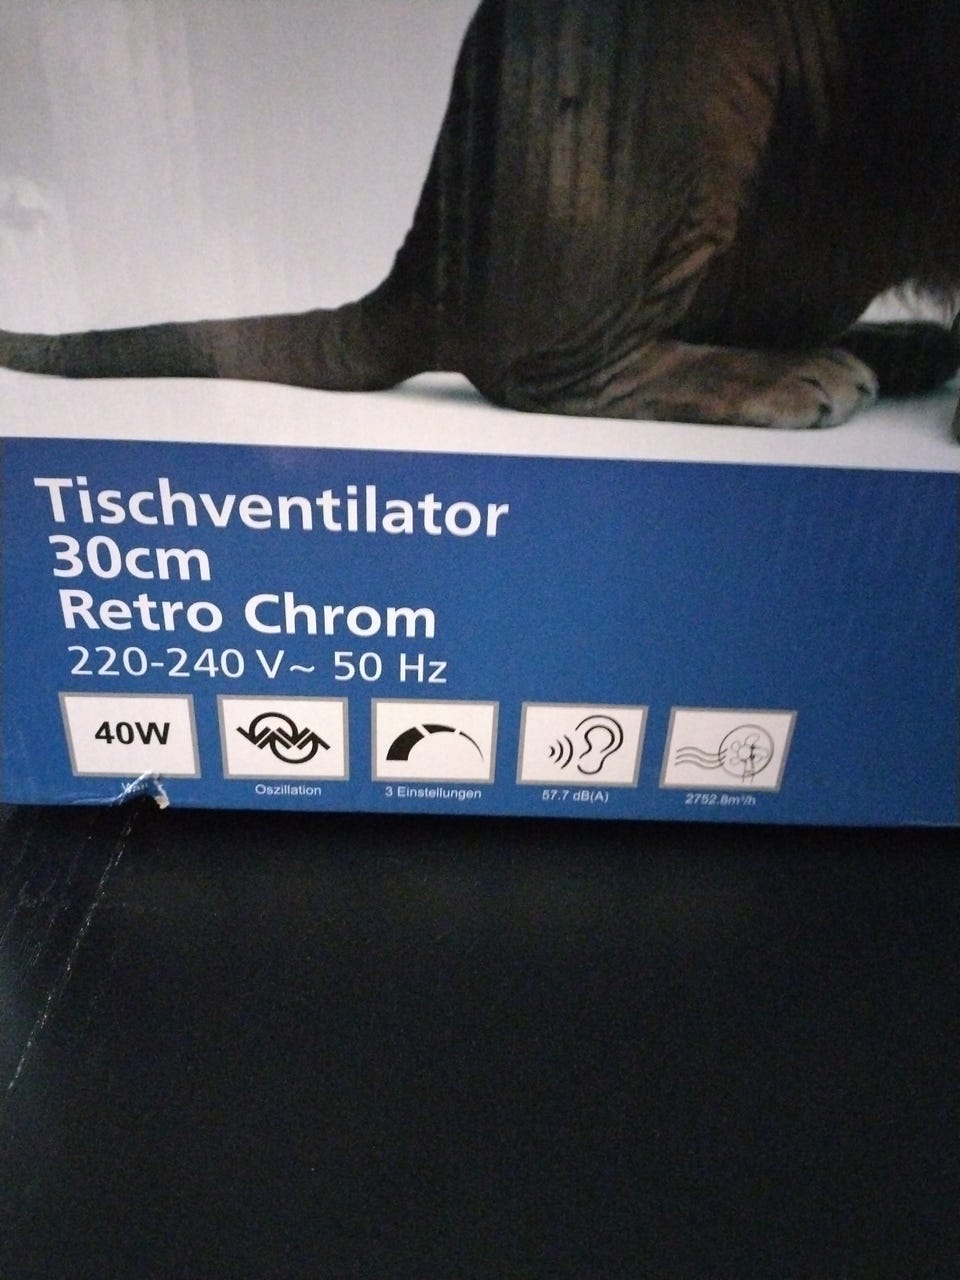 Tischventilator
30cm
Retro Chrom
220-240 V~ 50 Hz
40W
Oszillation
3 Einstellungen
57.7 dB(A)
2752.8m³/h